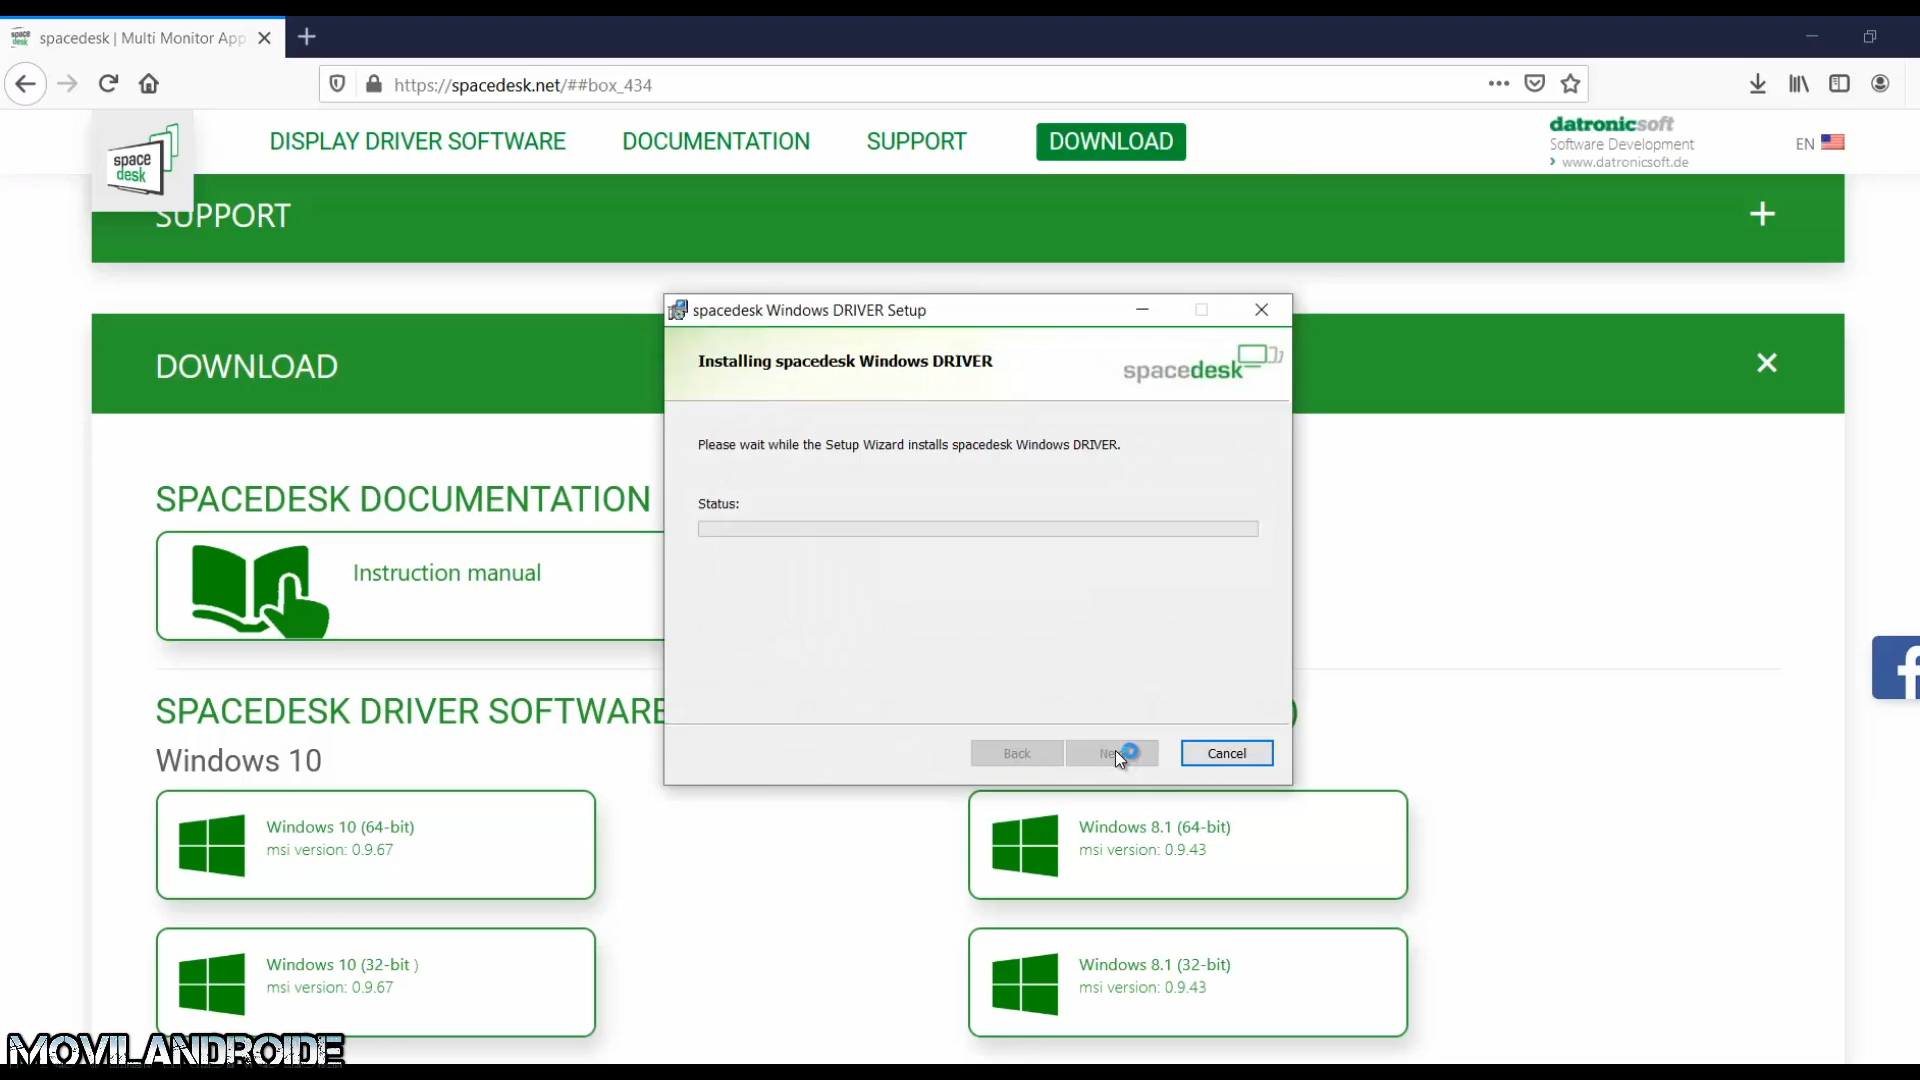 spacedesk | Multi Monitor App
https://spacedesk.net/##box_434
space
desk
DISPLAY DRIVER SOFTWARE
DOCUMENTATION
SUPPORT
DOWNLOAD
datronicsoft
Software Development
› www.datronicsoft.de
EN
SUPPORT
DOWNLOAD
spacedesk Windows DRIVER Setup
Installing spacedesk Windows DRIVER
spacedesk
Please wait while the Setup Wizard installs spacedesk Windows DRIVER.
Status:
Back
Cancel
SPACEDESK DOCUMENTATION
Instruction manual
SPACEDESK DRIVER SOFTWARE
Windows 10
Windows 10 (64-bit)
msi version: 0.9.67
Windows 8.1 (64-bit)
msi version: 0.9.43
Windows 10 (32-bit )
msi version: 0.9.67
Windows 8.1 (32-bit)
msi version: 0.9.43
MOVILANDROIDE